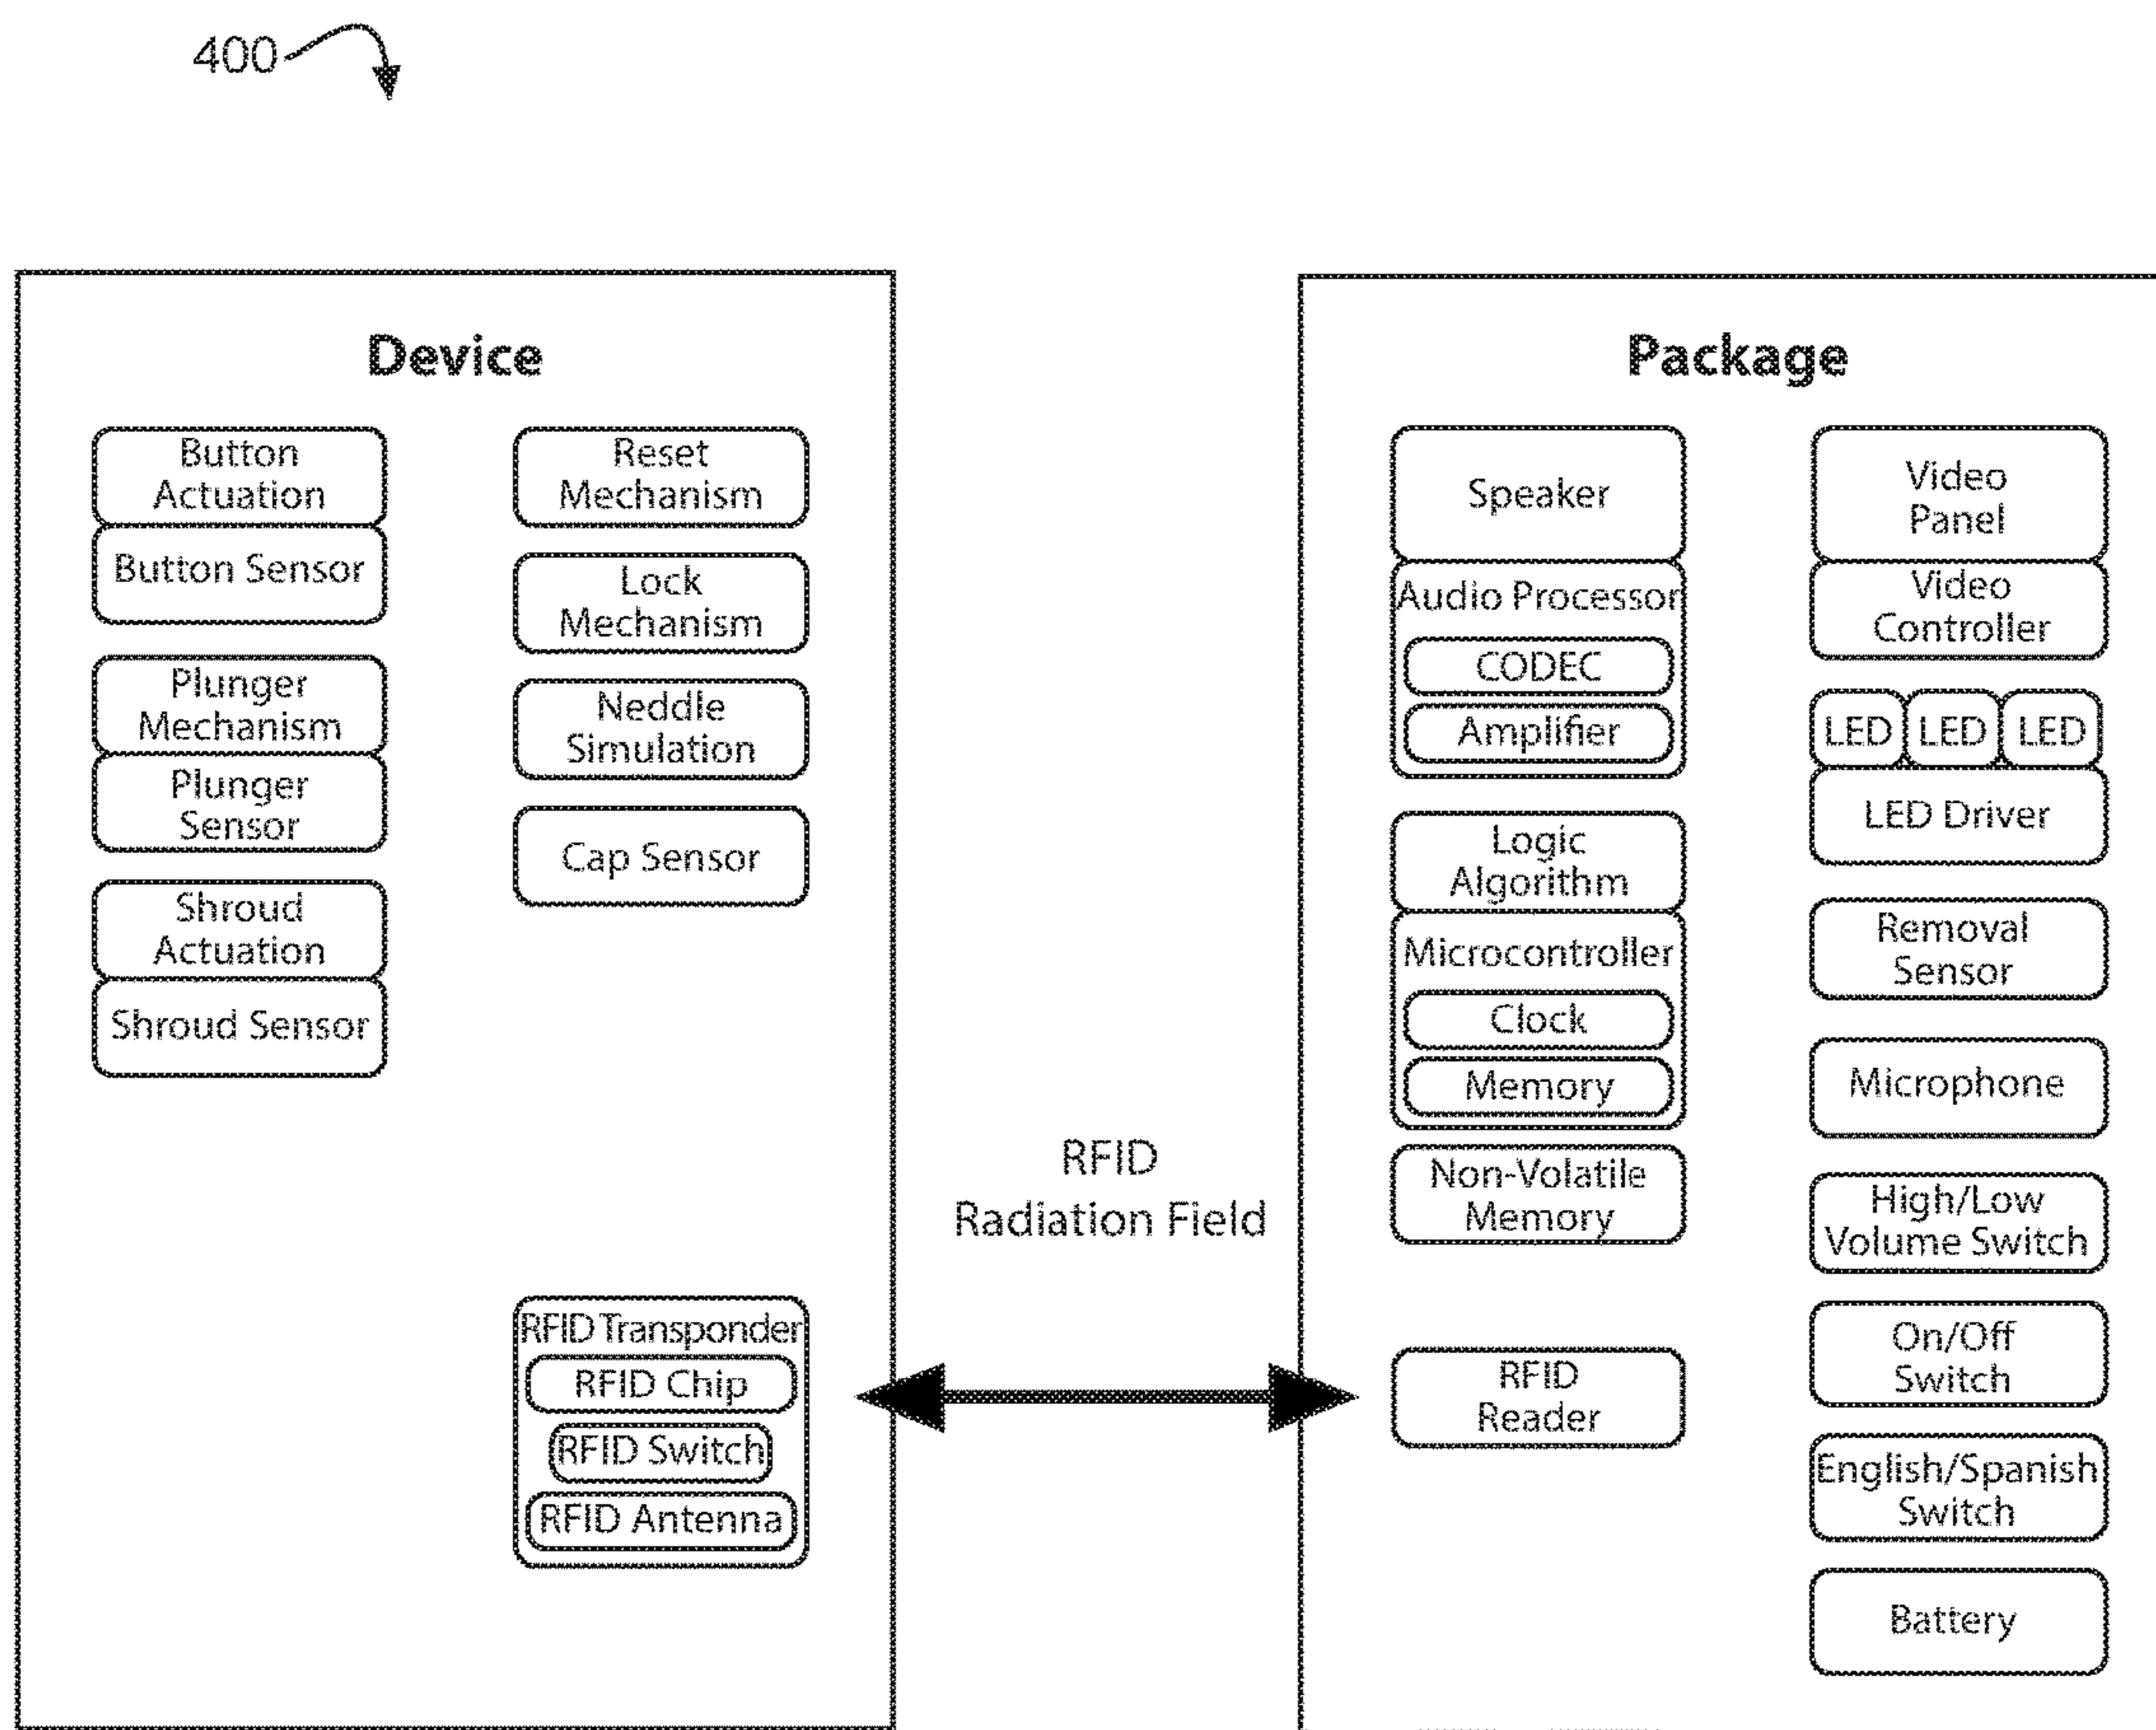 400
Device
Button
Actuation
Button Sensor
Plunger
Mechanism
Plunger
Sensor
Shroud
Actuation
Shroud Sensor
Reset
Mechanism
Lock
Mechanism
Neddle
Simulation
Cap Sensor
RFID Transponder
RFID Chip
RFID Switch
RFID Antenna
RFID
Radiation Field
Package
Speaker
Audio Processor
CODEC
Amplifier
Logic
Algorithm
Microcontroller
Clock
Memory
Non-Volatile
Memory
RFID
Reader
Video
Panel
Video
Controller
LED LED LED
LED Driver
Removal
Sensor
Microphone
High/Low
Volume Switch
On/Off
Switch
English/Spanish
Switch
Battery